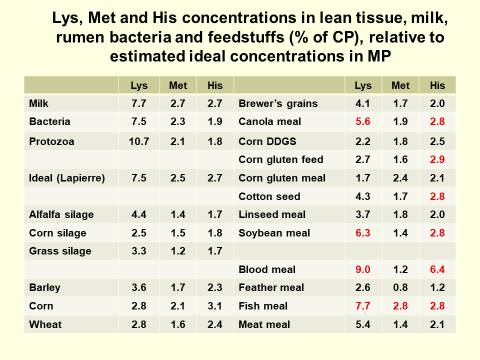 Lys, Met and His concentrations in lean tissue, milk,
rumen bacteria and feedstuffs (% of CP), relative to
estimated ideal concentrations in MP
Lys Met His Lys Met His
Milk 7.7 2.7 2.7 Brewer's grains 4.1 1.7 2.0
Bacteria 7.5 2.3 1.9 Canola meal 5.6 1.9 2.8
Protozoa 10.7 2.1 1.8 Corn DDGS 2.2 1.8 2.5
Corn gluten feed 2.7 1.6 2.9
Ideal (Lapierre) 7.5 2.5 2.7 Corn gluten meal 1.7 2.4 2.1
Cotton seed 4.3 1.7 2.8
Alfalfa silage 4.4 1.4 1.7 Linseed meal 3.7 1.8 2.0
Corn silage 2.5 1.5 1.8 Soybean meal 6.3 1.4 2.8
Grass silage 3.3 1.2 1.7
Blood meal 9.0 1.2 6.4
Barley 3.6 1.7 2.3 Feather meal 2.6 0.8 1.2
Corn 2.8 2.1 3.1 Fish meal 7.7 2.8 2.8
Wheat 2.8 1.6 2.4 Meat meal 5.4 1.4 2.1